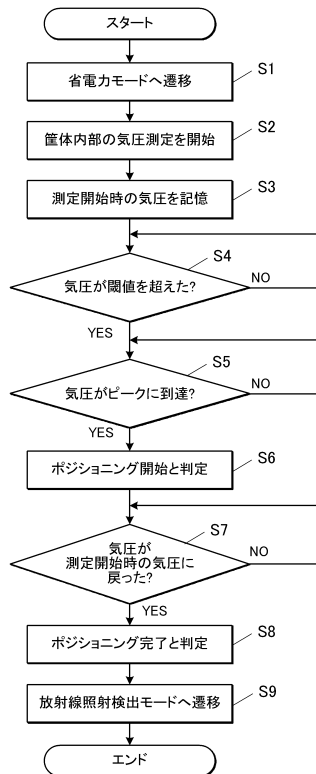 スタート
S1
省電力モードへ遷移
S2
筐体内部の気圧測定を開始
S3
測定開始時の気圧を記憶
S4
気圧が閾値を超えた?
NO
YES
S5
気圧がピークに到達?
NO
YES
S6
ポジショニング開始と判定
S7
気圧が
測定開始時の気圧に
戻った?
NO
YES
S8
ポジショニング完了と判定
S9
放射線照射検出モードへ遷移
エンド